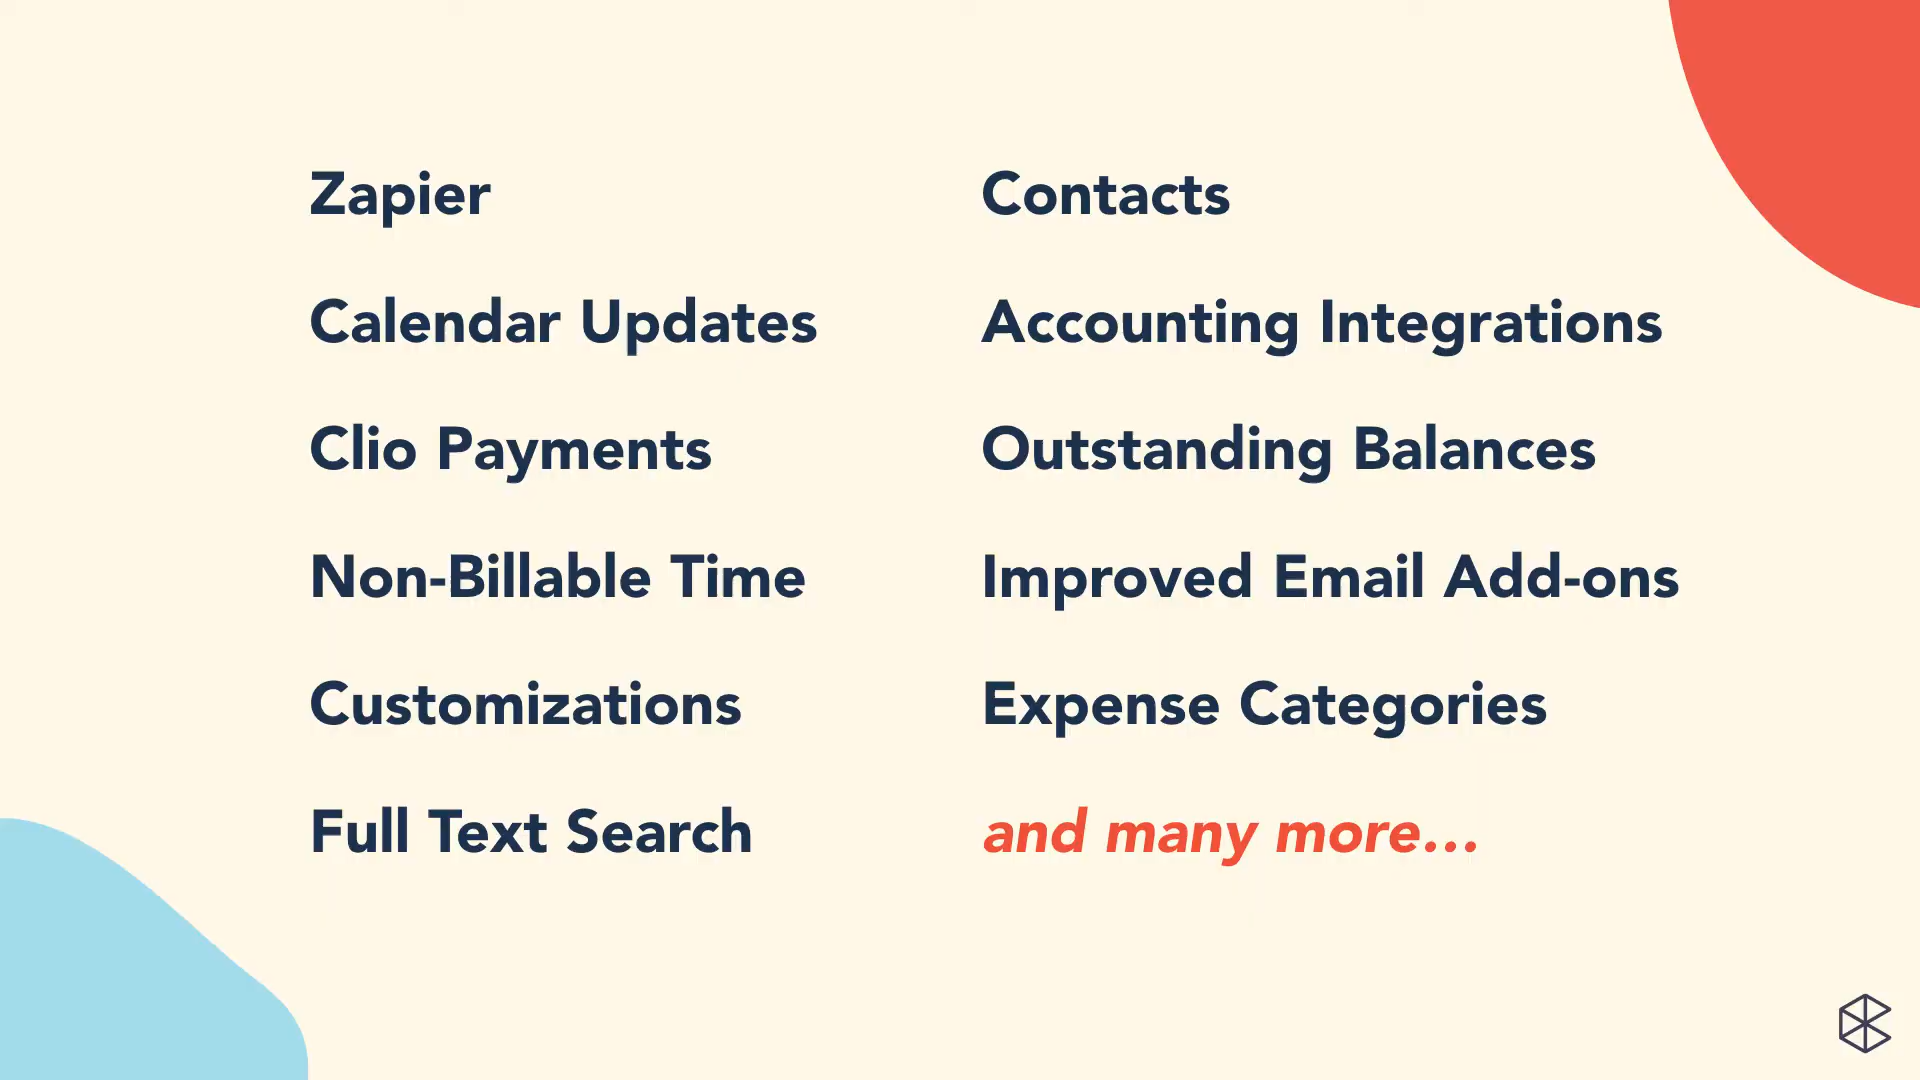 Zapier
Calendar Updates
Clio Payments
Non-Billable Time
Customizations
Full Text Search
Contacts
Accounting Integrations
Outstanding Balances
Improved Email Add-ons
Expense Categories
and many more...